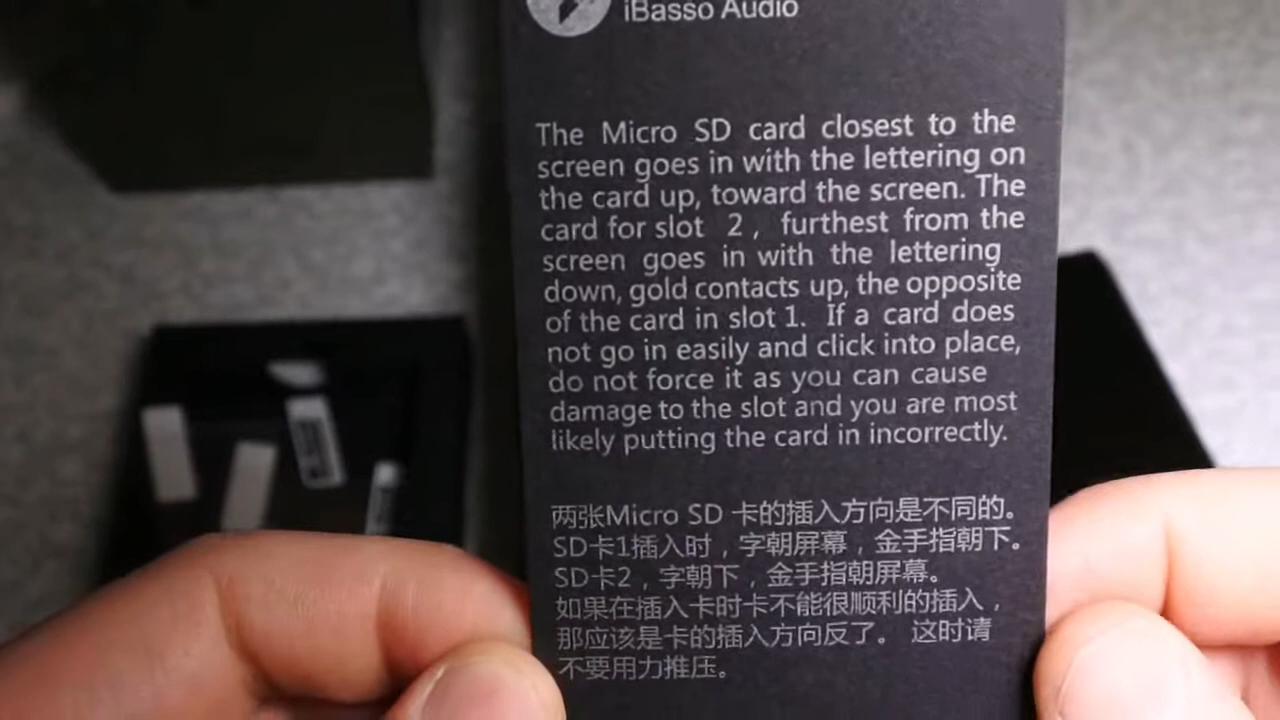 iBasso Audio
The Micro SD card closest to the
screen goes in with the lettering on
the card up, toward the screen. The
card for slot 2, furthest from the
screen goes in with the lettering
down, gold contacts up, the opposite
of the card in slot 1. If a card does
not go in easily and click into place,
do not force it as you can cause
damage to the slot and you are most
likely putting the card in incorrectly.
两张Micro SD 卡的插入方向是不同的。
SD卡1插入时，字朝屏幕，金手指朝下。
SD卡2，字朝下，金手指朝屏幕。
如果在插入卡时卡不能很顺利的插入，
那应该是卡的插入方向反了。 这时请
不要用力推压。